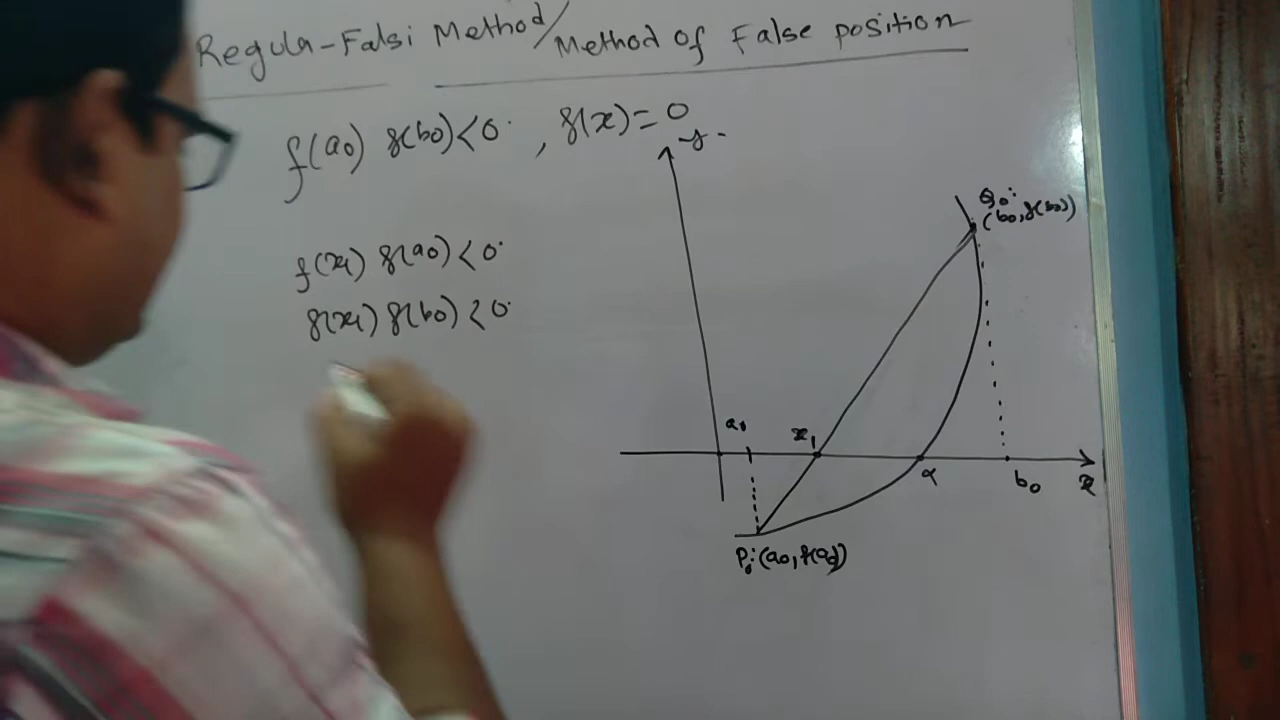 Regula-Falsi Method/Method of False position
f(a₀) f(b₀)<0 , f(x)=0
y
Q₀:
(b₀,f(b₀))
f(x₁) f(a₀)<0
f(x₁) f(b₀)<0
a₀
x₁
α
b₀
x
P₀:(a₀,f(a₀))